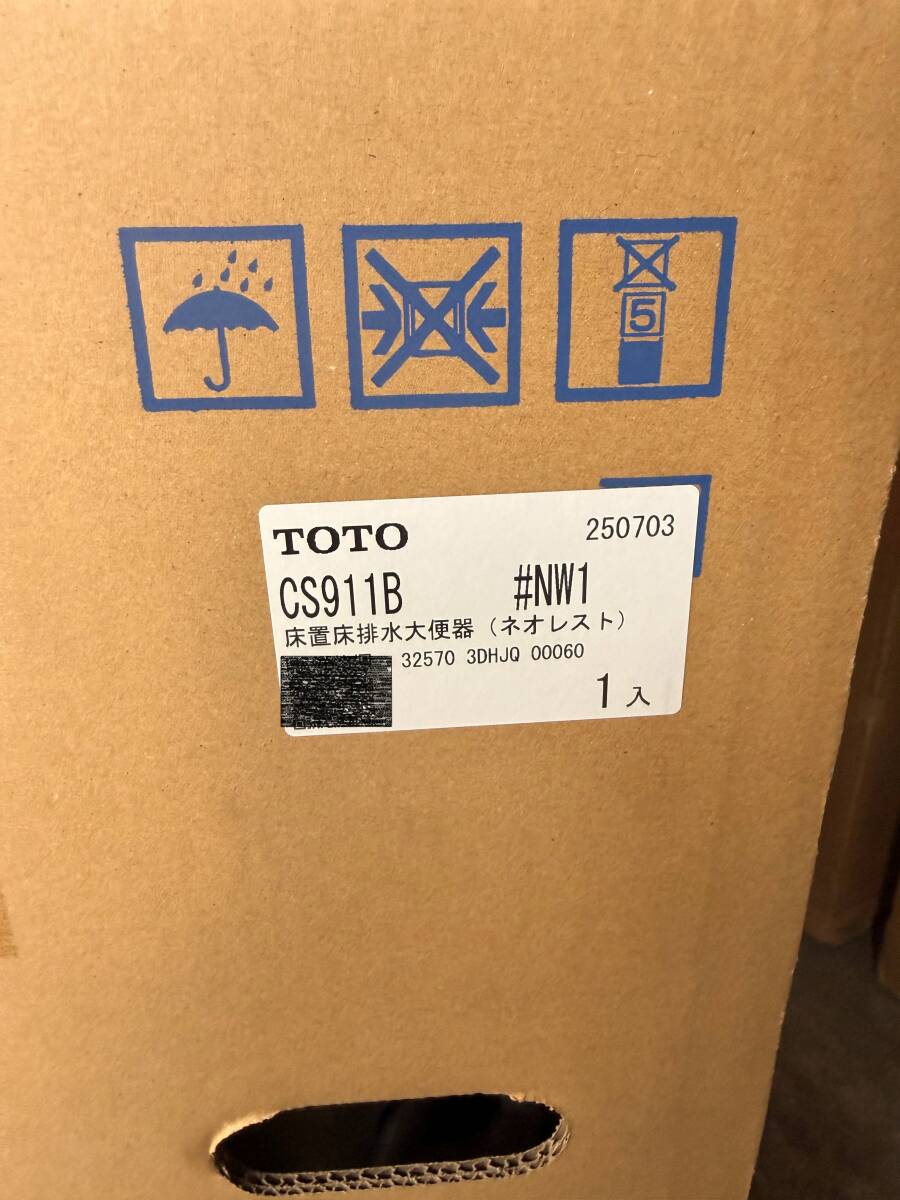 5
TOTO 250703
CS911B #NW1
床置床排水大便器（ネオレスト）
32570 3DHJQ 00060
1入